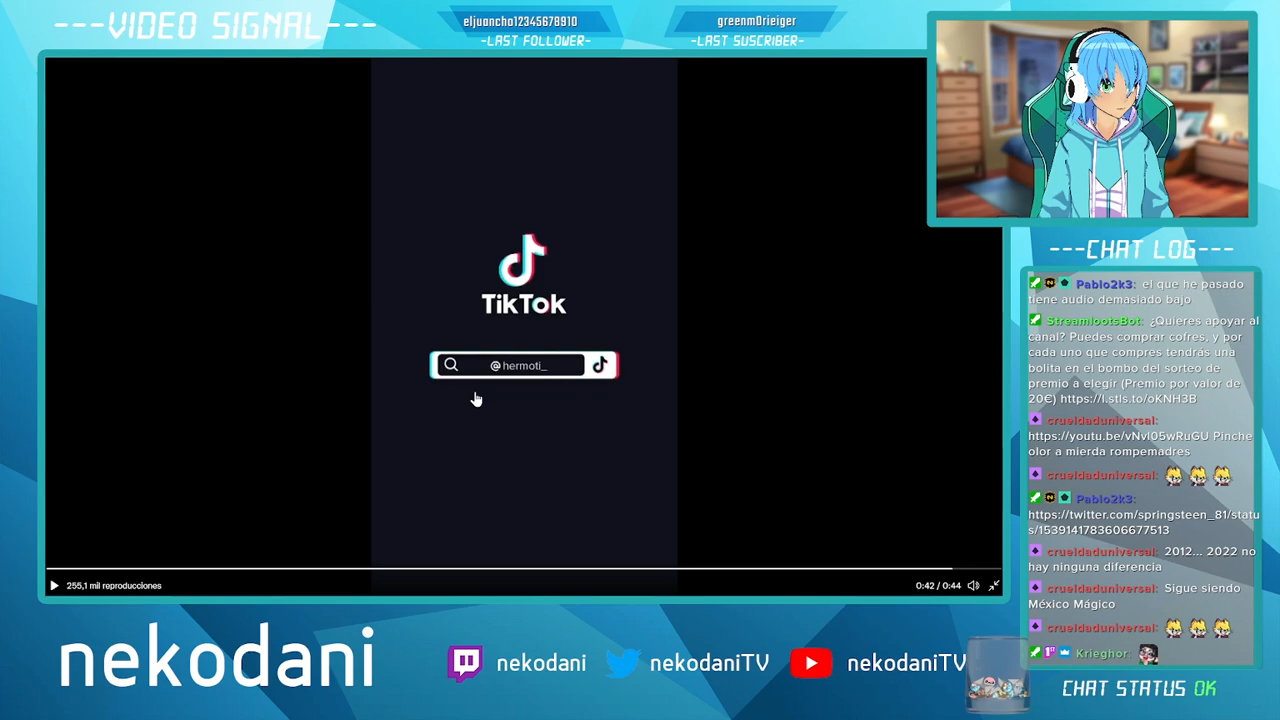 ---VIDEO SIGNAL---
eljuancho12345678910
-LAST FOLLOWER-
greenm0rieiger
-LAST SUSCRIBER-
TikTok
@hermoti_
255,1 mil reproducciones
0:42 / 0:44
---CHAT LOG---
Pablo2k3: el que he pasado
tiene audio demasiado bajo
StreamlootsBot: ¿Quieres apoyar al
canal? Puedes comprar cofres, y por
cada uno que compres tendrás una
bolita en el bombo del sorteo de
premio a elegir (Premio por valor de
20€) https://l.stls.to/oKNH3B
crueldaduniversal:
https://youtu.be/vNvl05wRuGU Pinche
olor a mierda rompemadres
crueldaduniversal:
Pablo2k3:
https://twitter.com/springsteen_81/statu
s/1539141783606677513
crueldaduniversal: 2012... 2022 no
hay ninguna diferencia
crueldaduniversal: Sigue siendo
México Mágico
crueldaduniversal:
Krieghor:
CHAT STATUS OK
nekodani
nekodani
nekodaniTV
nekodaniTV